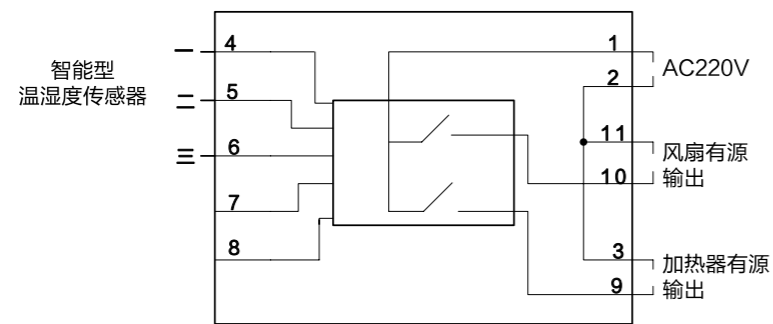 智能型
温湿度传感器
一 4
二 5
三 6
7
8
1
2
AC220V
11
10
风扇有源
输出
3
9
加热器有源
输出